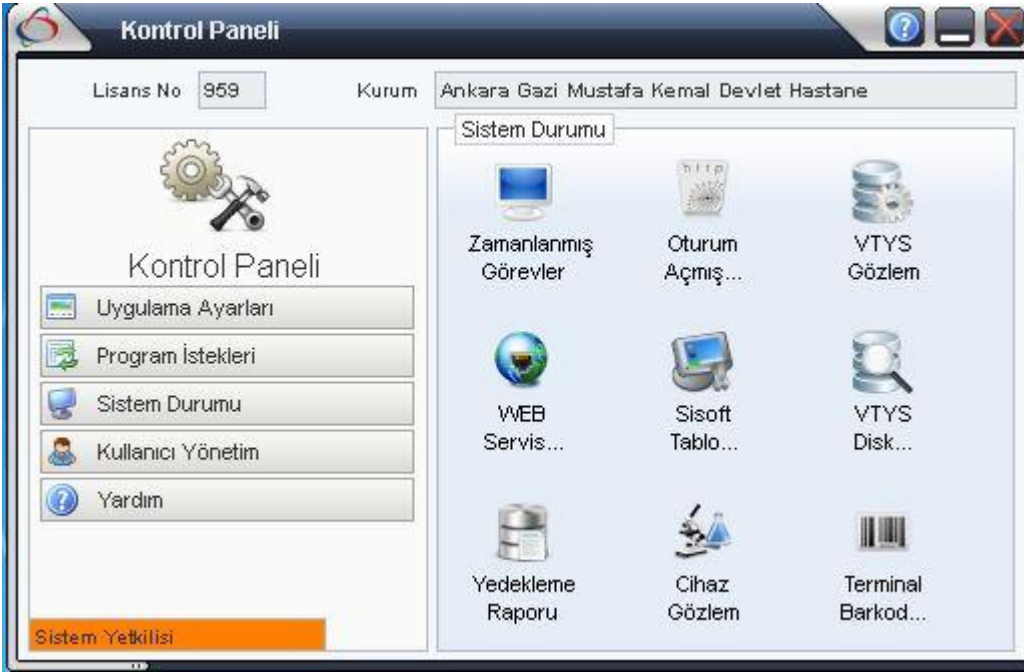 Kontrol Paneli
Lisans No 959 Kurum Ankara Gazi Mustafa Kemal Devlet Hastane
Kontrol Paneli
Uygulama Ayarları
Program İstekleri
Sistem Durumu
Kullanıcı Yönetim
Yardım
Sistem Yetkilisi
Sistem Durumu
Zamanlanmış Oturum VTYS
Görevler Açmış... Gözlem
http
WEB Sisoft VTYS
Servis... Tablo... Disk...
Yedekleme Cihaz Terminal
Raporu Gözlem Barkod...